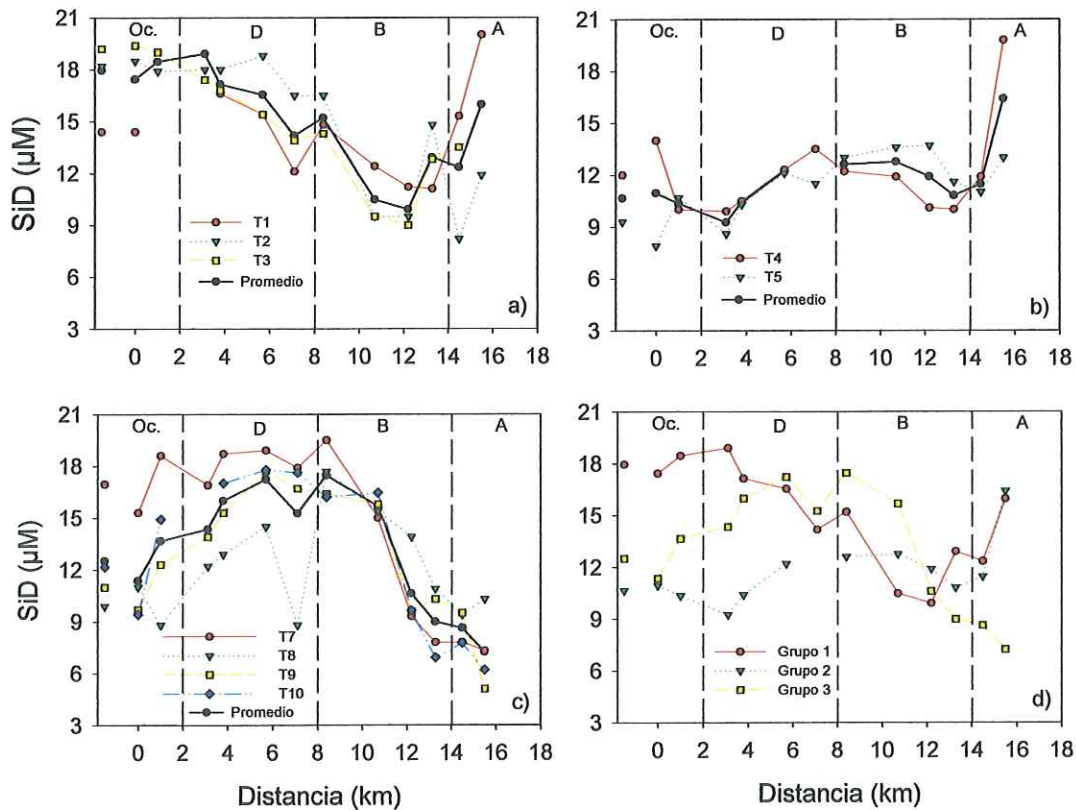 Oc. D B A
21
18
15
12
9
6
3
SiD (µM)
T1
T2
T3
Promedio
a)
0 2 4 6 8 10 12 14 16 18
Oc. D B A
21
18
15
12
9
6
3
T4
T5
Promedio
b)
0 2 4 6 8 10 12 14 16 18
Oc. D B A
21
18
15
12
9
6
3
SiD (µM)
T7
T8
T9
T10
Promedio
c)
0 2 4 6 8 10 12 14 16 18
Distancia (km)
Oc. D B A
21
18
15
12
9
6
3
Grupo 1
Grupo 2
Grupo 3
d)
0 2 4 6 8 10 12 14 16 18
Distancia (km)